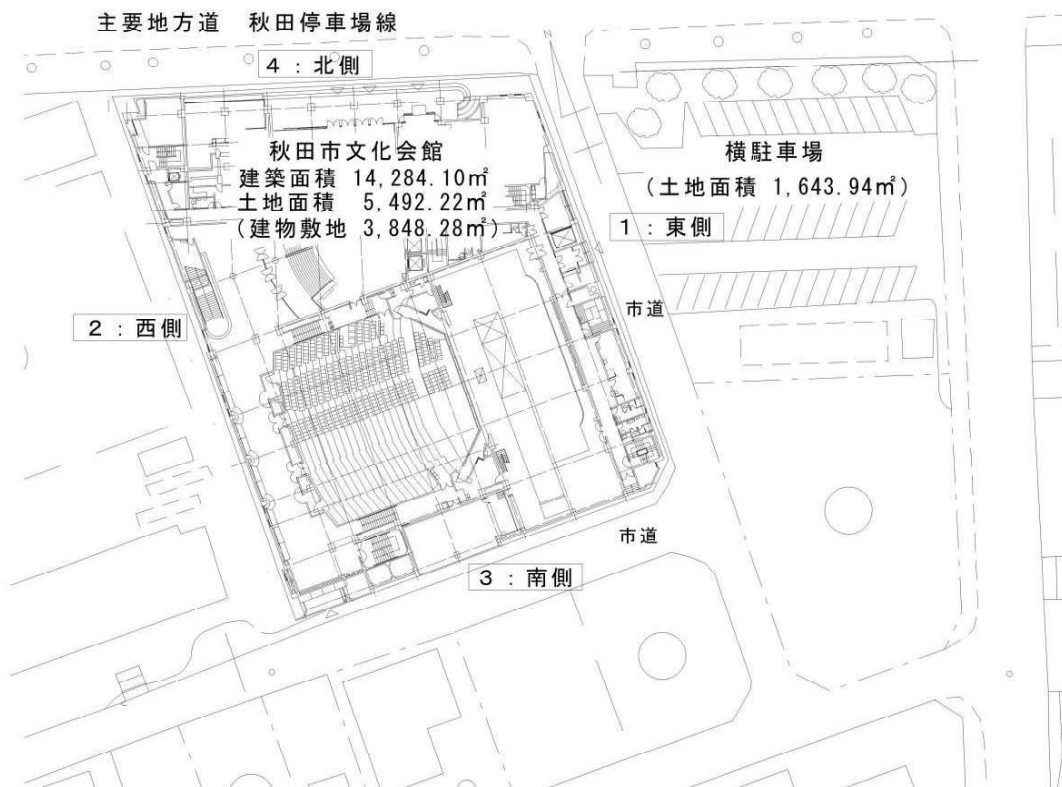 主要地方道　秋田停車場線
4：北側
N
秋田市文化会館
建築面積 14,284.10㎡
土地面積 5,492.22㎡
（建物敷地 3,848.28㎡）
横駐車場
（土地面積 1,643.94㎡）
1：東側
2：西側
市道
市道
3：南側